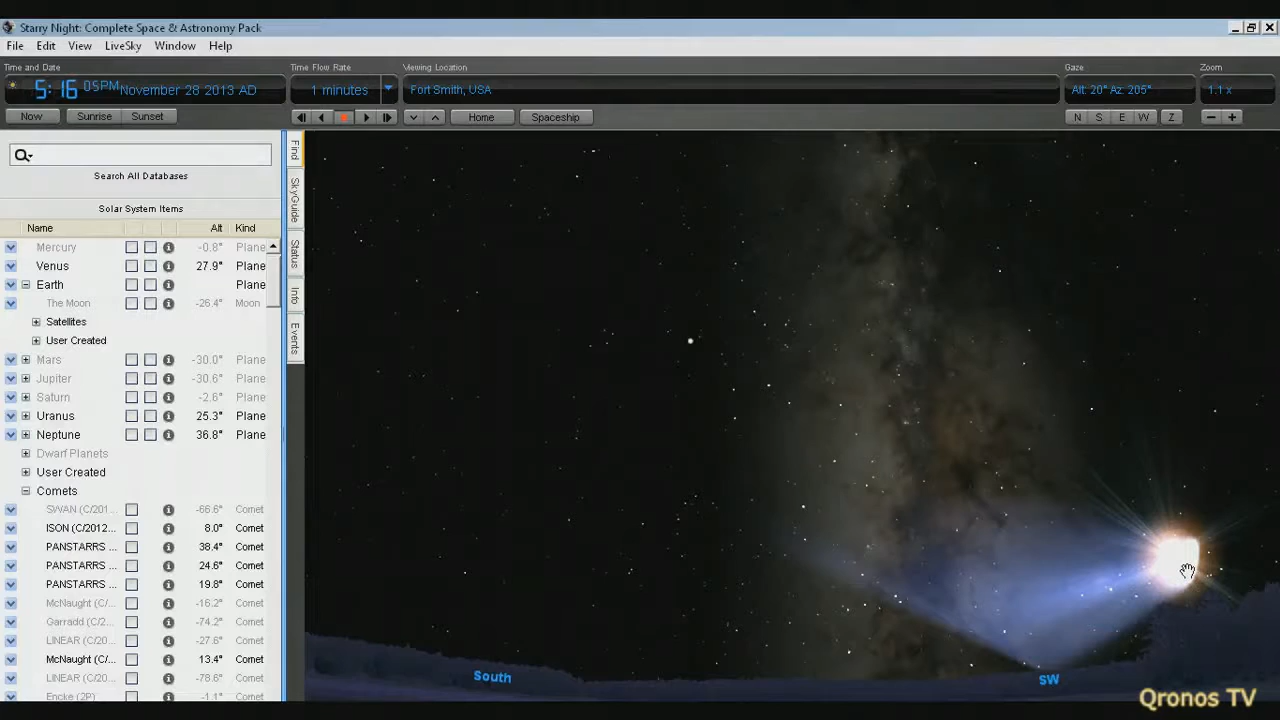 Starry Night: Complete Space & Astronomy Pack
File Edit View LiveSky Window Help
Time and Date Time Flow Rate Viewing Location Gaze Zoom
5:16 05PM November 28 2013 AD 1 minutes Fort Smith, USA Alt: 20° Az: 205° 1.1 x
Now Sunrise Sunset Home Spaceship N S E W Z
Search All Databases
Solar System Items
Name Alt Kind
Mercury -0.8° Plane
Venus 27.9° Plane
Earth Plane
The Moon -26.4° Moon
Satellites
User Created
Mars -30.0° Plane
Jupiter -30.6° Plane
Saturn -2.6° Plane
Uranus 25.3° Plane
Neptune 36.8° Plane
Dwarf Planets
User Created
Comets
SWAN (C/201... -66.6° Comet
ISON (C/2012... 8.0° Comet
PANSTARRS ... 38.4° Comet
PANSTARRS ... 24.6° Comet
PANSTARRS ... 19.8° Comet
McNaught (C/... -16.2° Comet
Garradd (C/20... -74.2° Comet
LINEAR (C/20... -27.6° Comet
McNaught (C/... 13.4° Comet
LINEAR (C/20... -78.6° Comet
Encke (2P) -1.1° Comet
Find
SkyGuide
Status
Info
Events
South
SW
Qronos TV